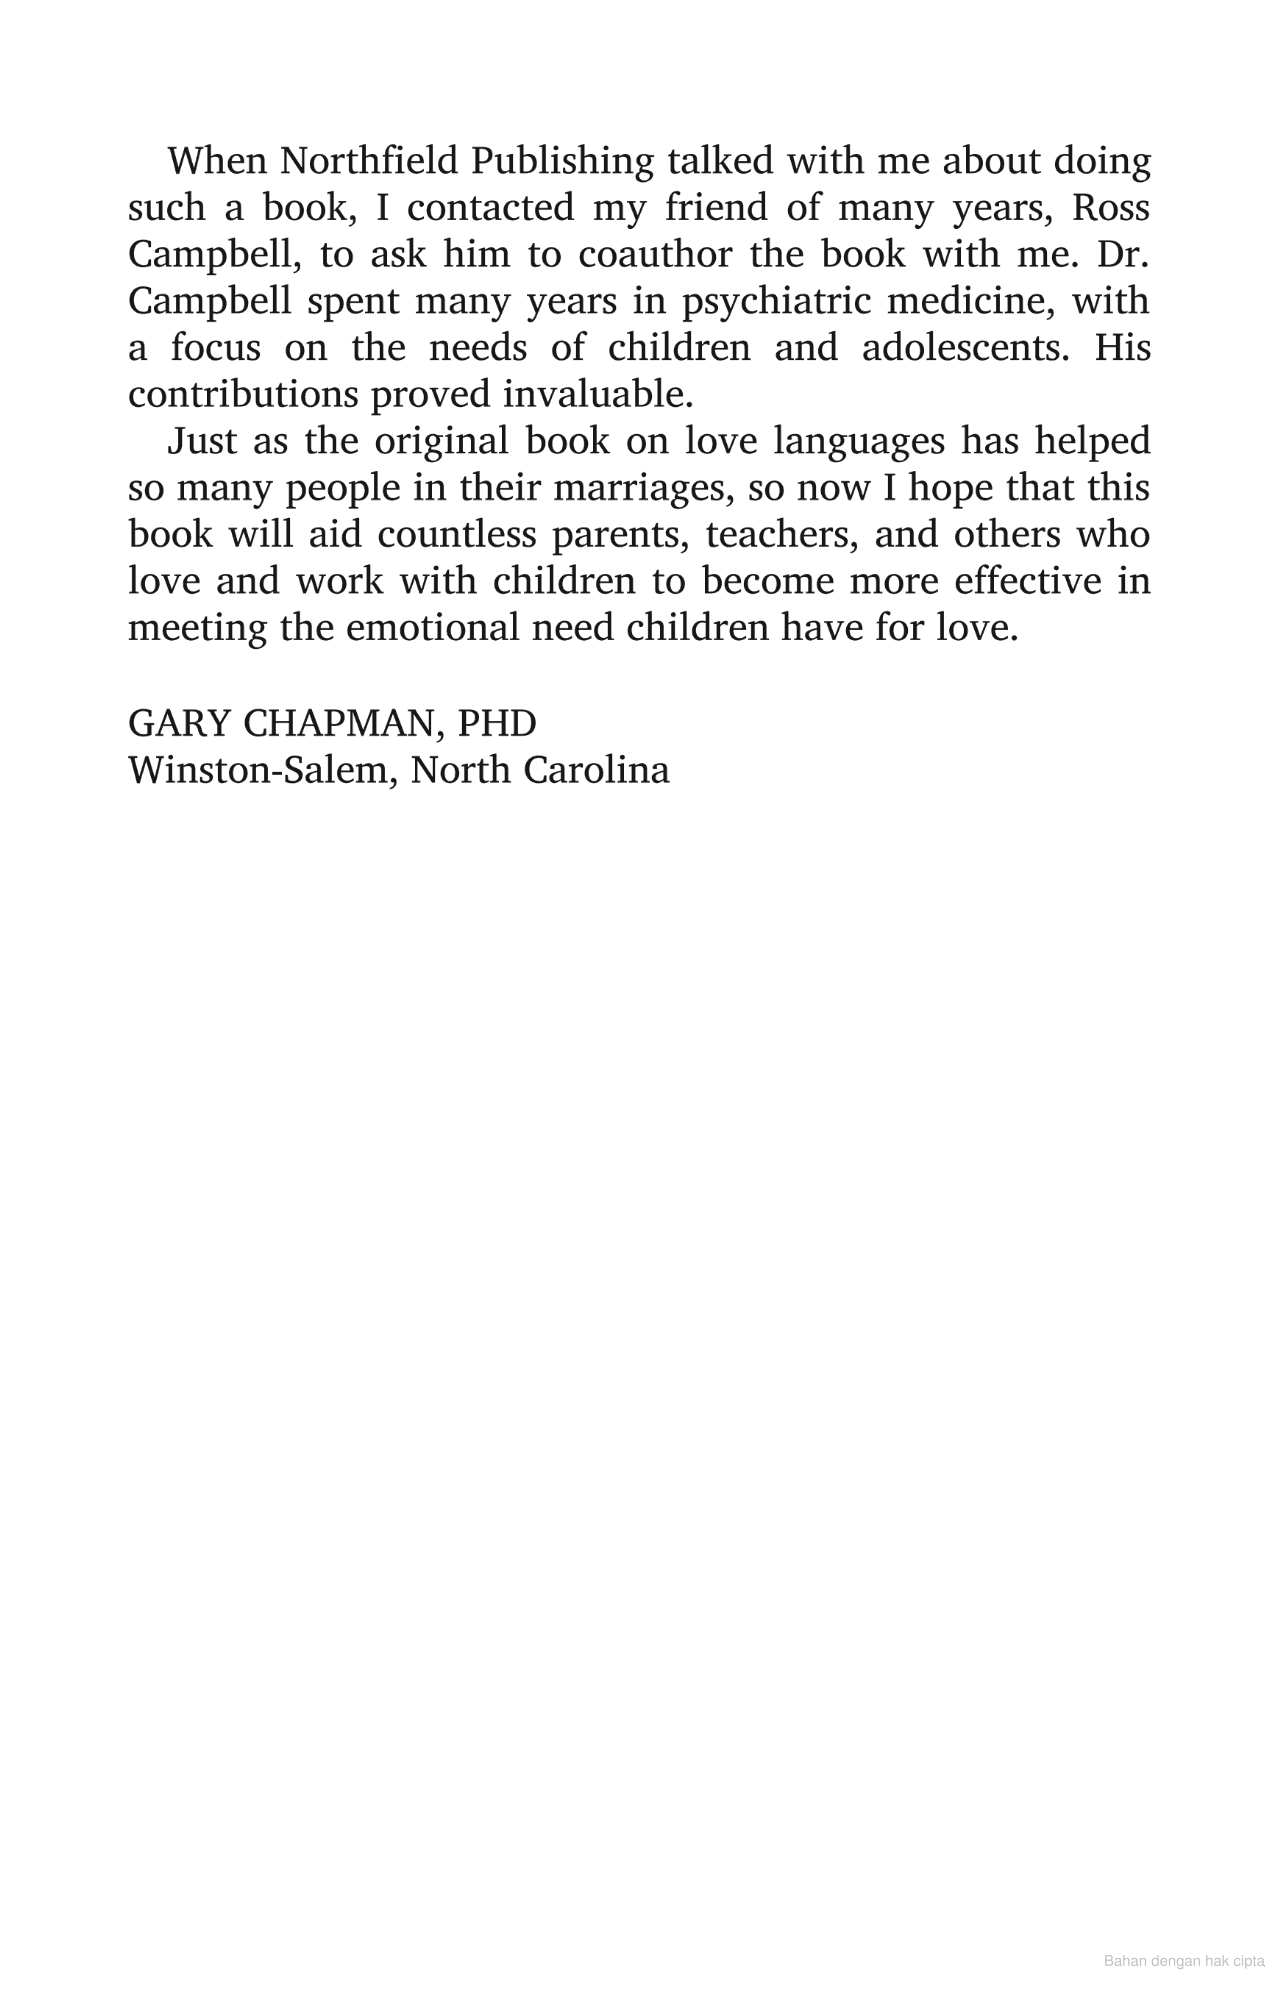 When Northfield Publishing talked with me about doing
such a book, I contacted my friend of many years, Ross
Campbell, to ask him to coauthor the book with me. Dr.
Campbell spent many years in psychiatric medicine, with
a focus on the needs of children and adolescents. His
contributions proved invaluable.
Just as the original book on love languages has helped
so many people in their marriages, so now I hope that this
book will aid countless parents, teachers, and others who
love and work with children to become more effective in
meeting the emotional need children have for love.
GARY CHAPMAN, PHD
Winston-Salem, North Carolina
Bahan dengan hak cipta